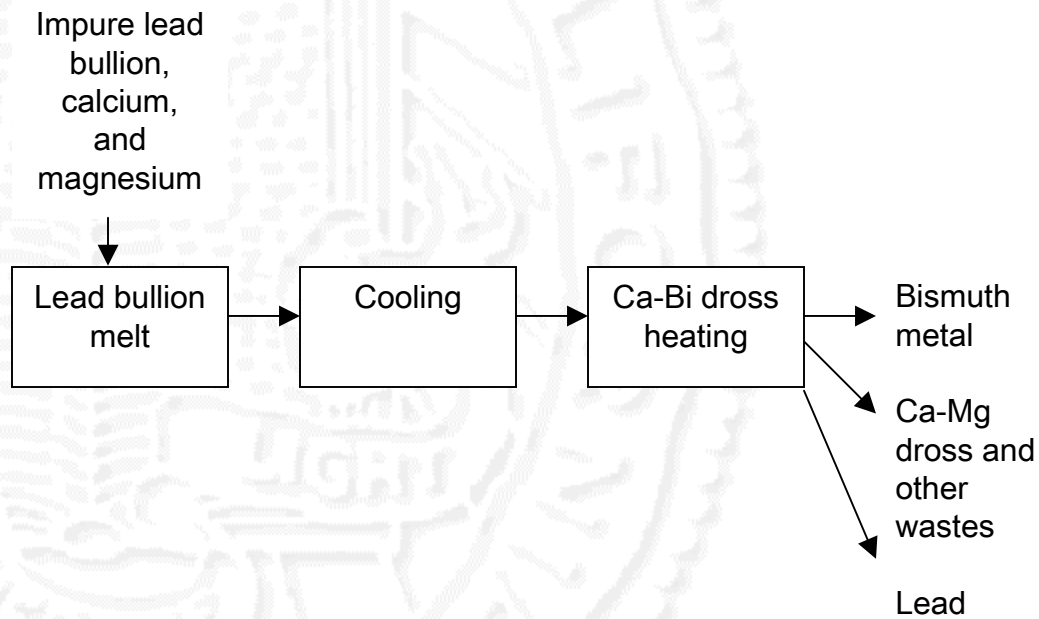 Impure lead
bullion,
calcium,
and
magnesium
Lead bullion
melt
Cooling
Ca-Bi dross
heating
Bismuth
metal
Ca-Mg
dross and
other
wastes
Lead